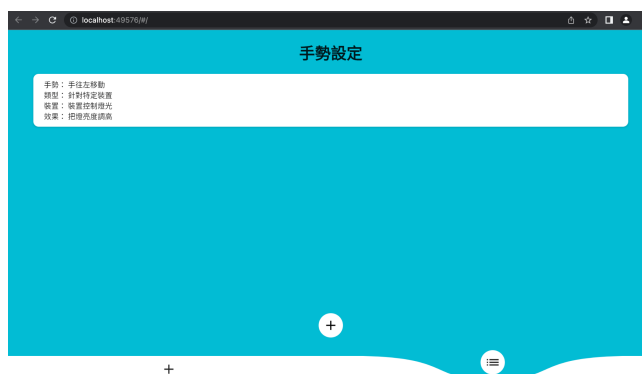 localhost:49576/#/
手勢設定
手勢： 手往左移動
類型： 針對特定裝置
裝置： 裝置控制燈光
效果： 把燈亮度調高